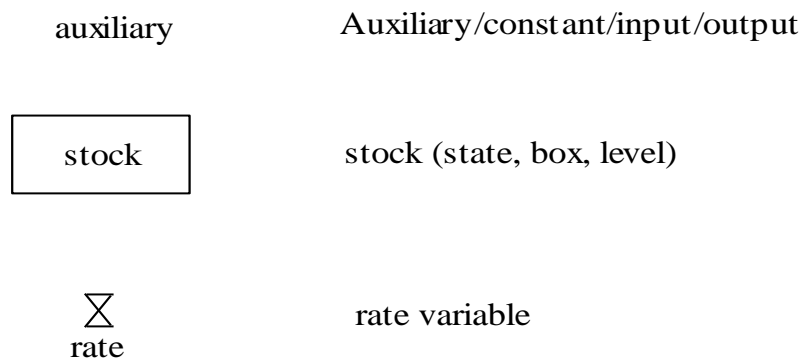 auxiliary Auxiliary/constant/input/output
stock stock (state, box, level)
rate variable
rate